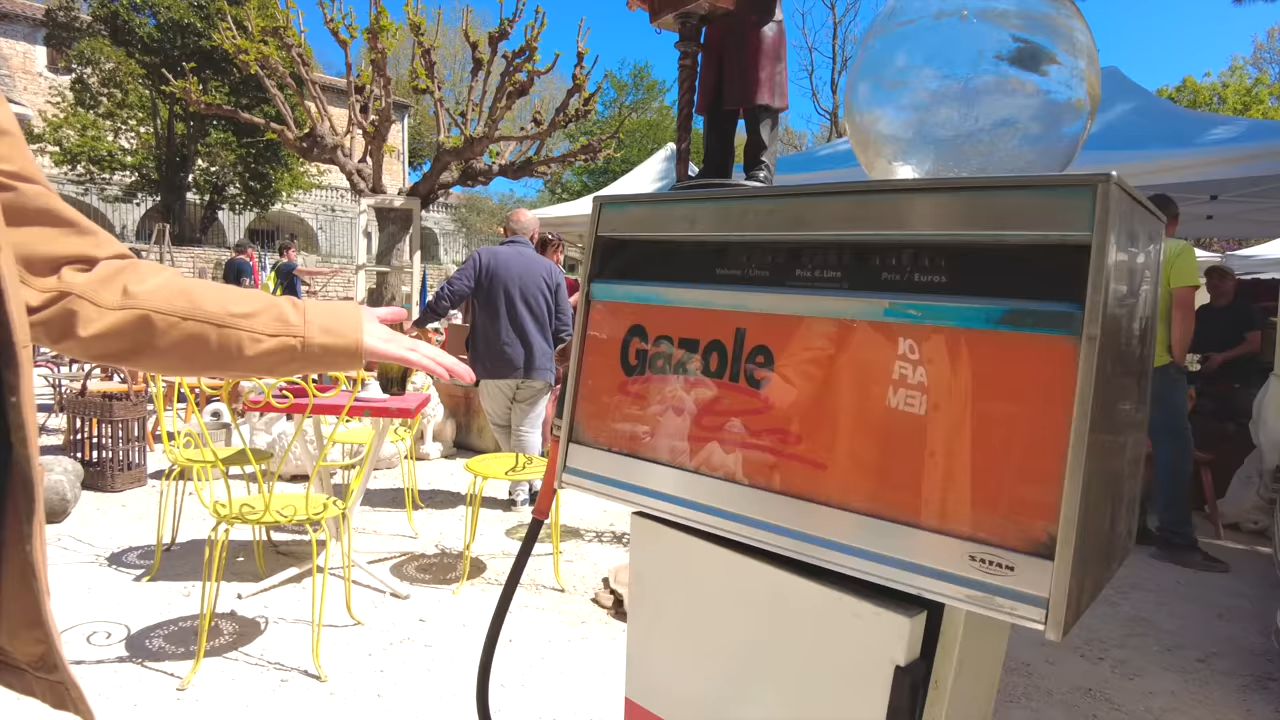 Volume / Litres Prix €. Litre Prix / Euros
Gazole
SATAM